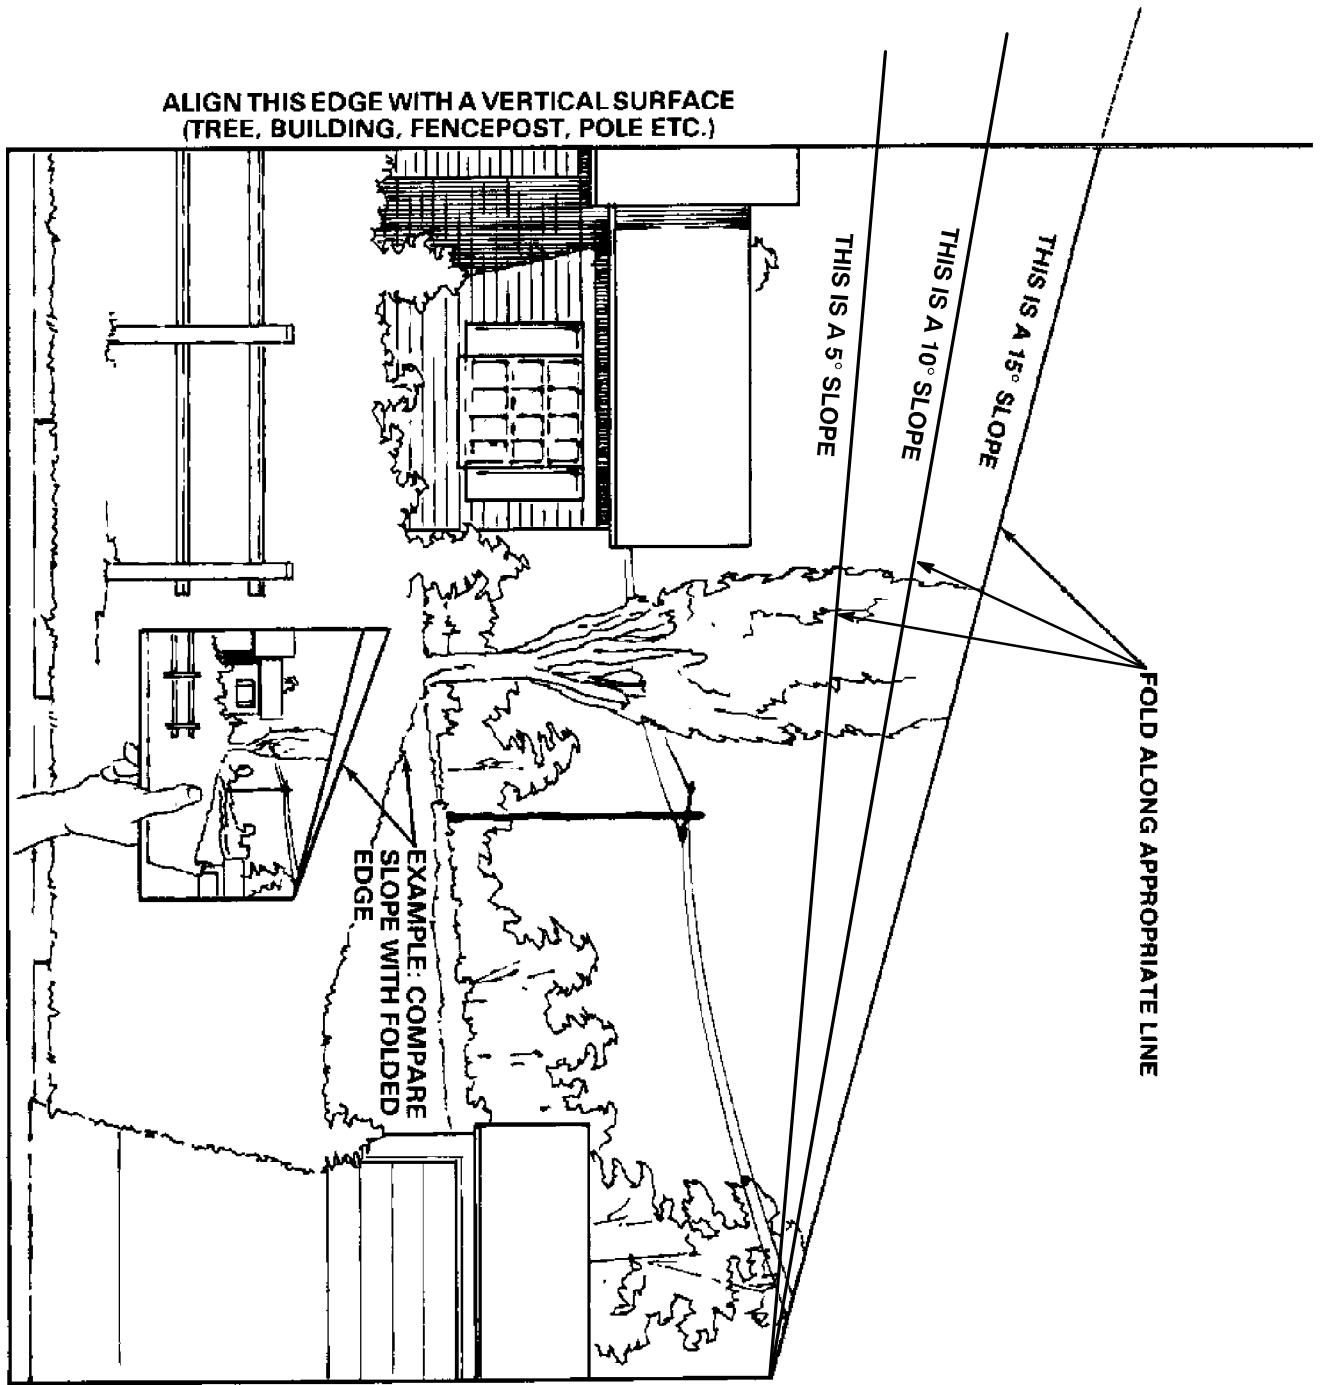 ALIGN THIS EDGE WITH A VERTICAL SURFACE
(TREE, BUILDING, FENCEPOST, POLE ETC.)
THIS IS A 15° SLOPE
THIS IS A 10° SLOPE
THIS IS A 5° SLOPE
FOLD ALONG APPROPRIATE LINE
EXAMPLE: COMPARE
SLOPE WITH FOLDED
EDGE